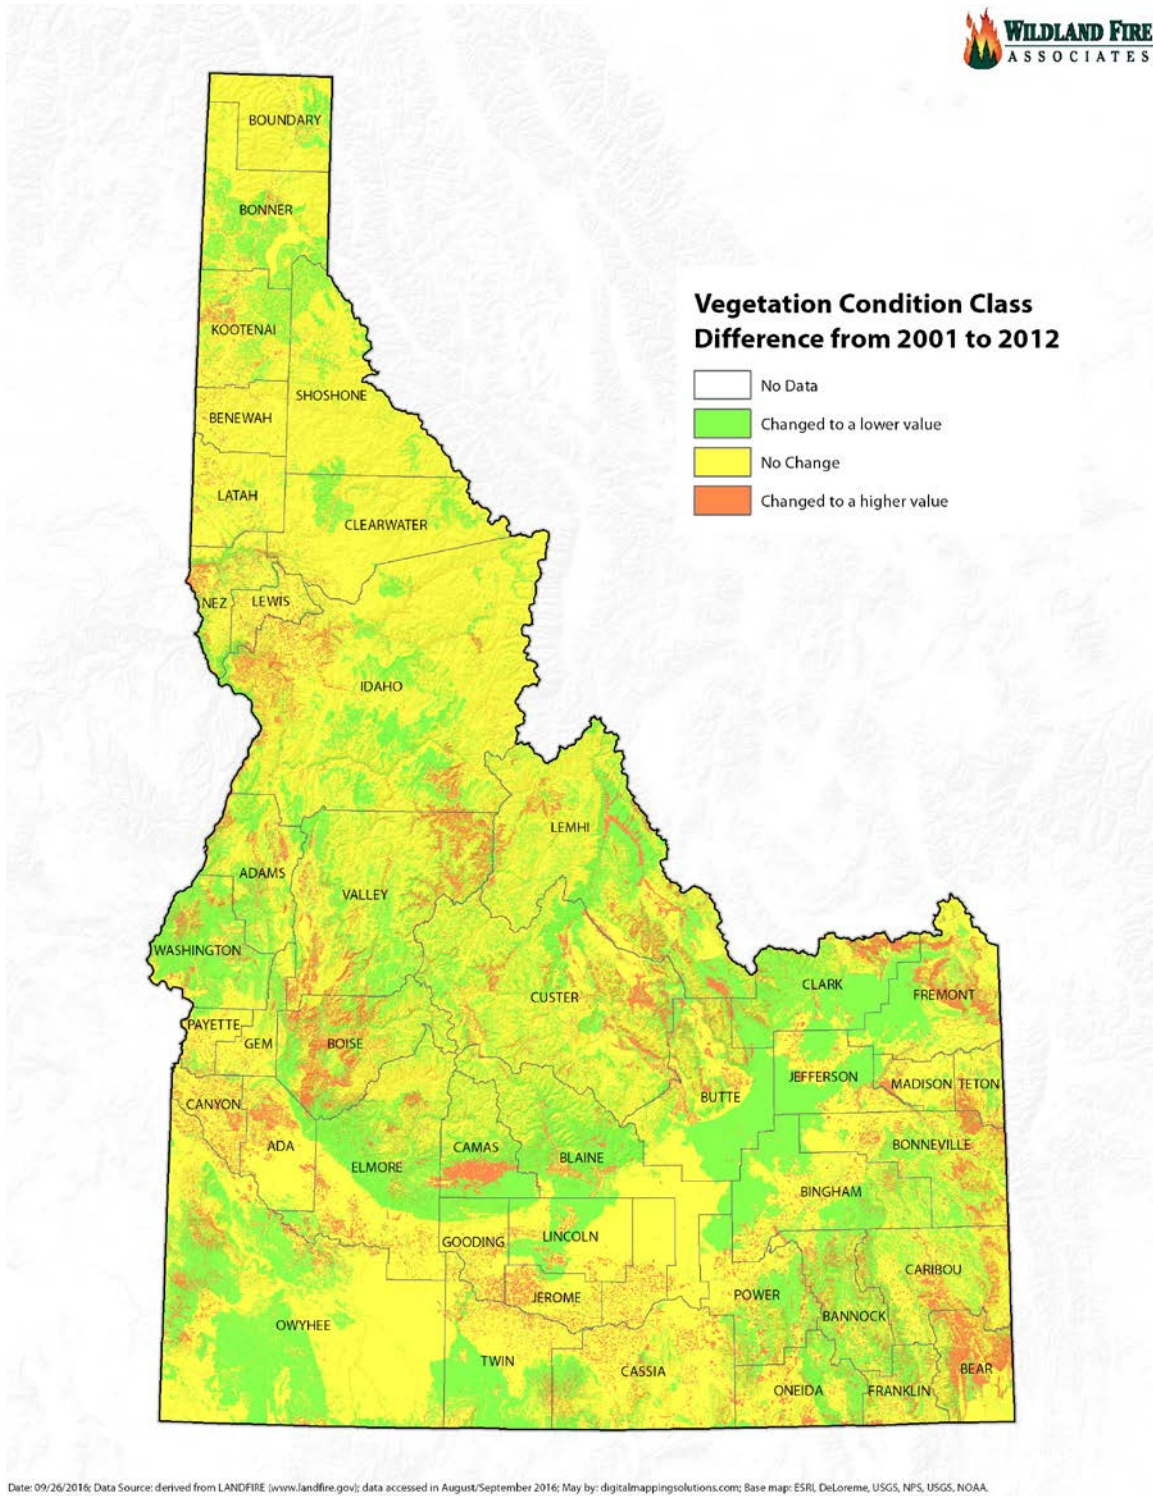 WILDLAND FIRE
ASSOCIATES
BOUNDARY
BONNER
Vegetation Condition Class
Difference from 2001 to 2012
No Data
Changed to a lower value
No Change
Changed to a higher value
KOOTENAI
SHOSHONE
BENEWAH
LATAH
CLEARWATER
NEZ
LEWIS
IDAHO
LEMHI
ADAMS
VALLEY
WASHINGTON
CLARK
FREMONT
CUSTER
PAYETTE
GEM
BOISE
JEFFERSON
MADISON
TETON
BUTTE
CANYON
ADA
CAMAS
BLAINE
BONNEVILLE
ELMORE
BINGHAM
GOODING
LINCOLN
CARIBOU
JEROME
POWER
BANNOCK
OWYHEE
TWIN
CASSIA
BEAR
ONEIDA
FRANKLIN
Date: 09/26/2016; Data Source: derived from LANDFIRE (www.landfire.gov); data accessed in August/September 2016; May by: digitalmappingsolutions.com; Base map: ESRI, DeLoreme, USGS, NPS, USGS, NOAA.